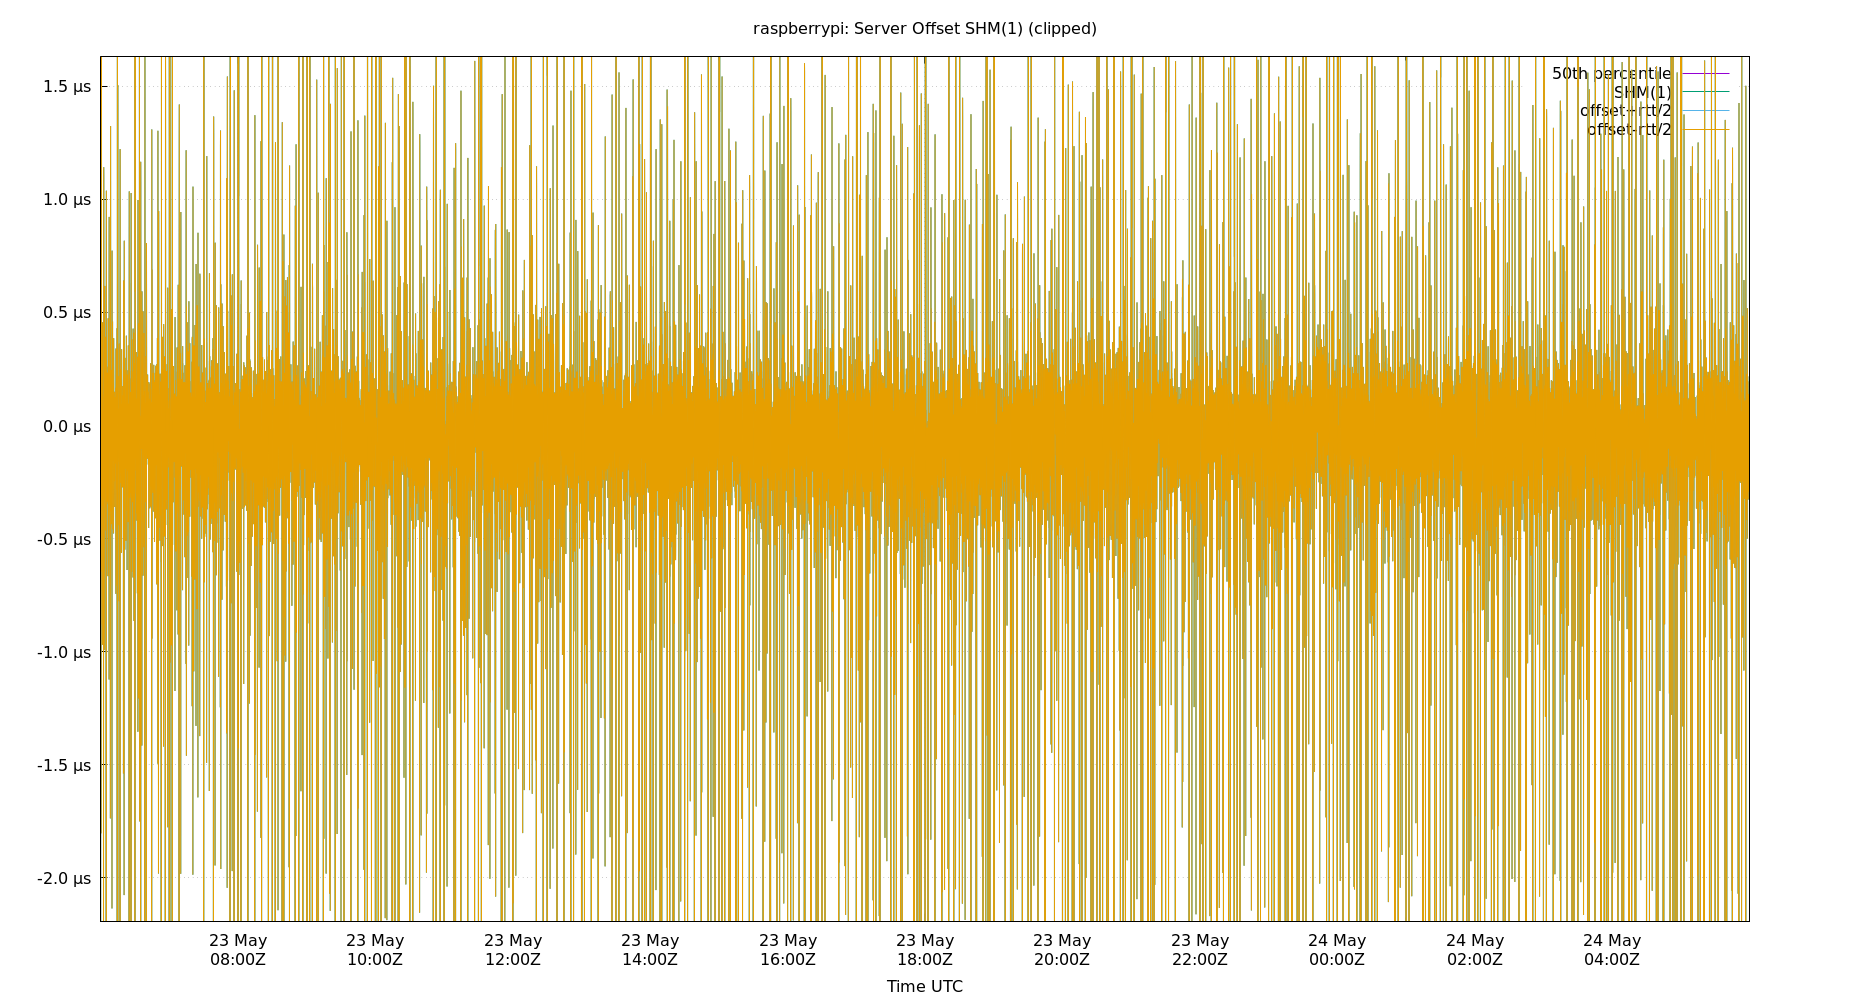 raspberrypi: Server Offset SHM(1) (clipped)
1.5 µs
1.0 µs
0.5 µs
0.0 µs
-0.5 µs
-1.0 µs
-1.5 µs
-2.0 µs
50th percentile
SHM(1)
offset+rtt/2
offset-rtt/2
23 May 23 May 23 May 23 May 23 May 23 May 23 May 23 May 24 May 24 May 24 May
08:00Z 10:00Z 12:00Z 14:00Z 16:00Z 18:00Z 20:00Z 22:00Z 00:00Z 02:00Z 04:00Z
Time UTC